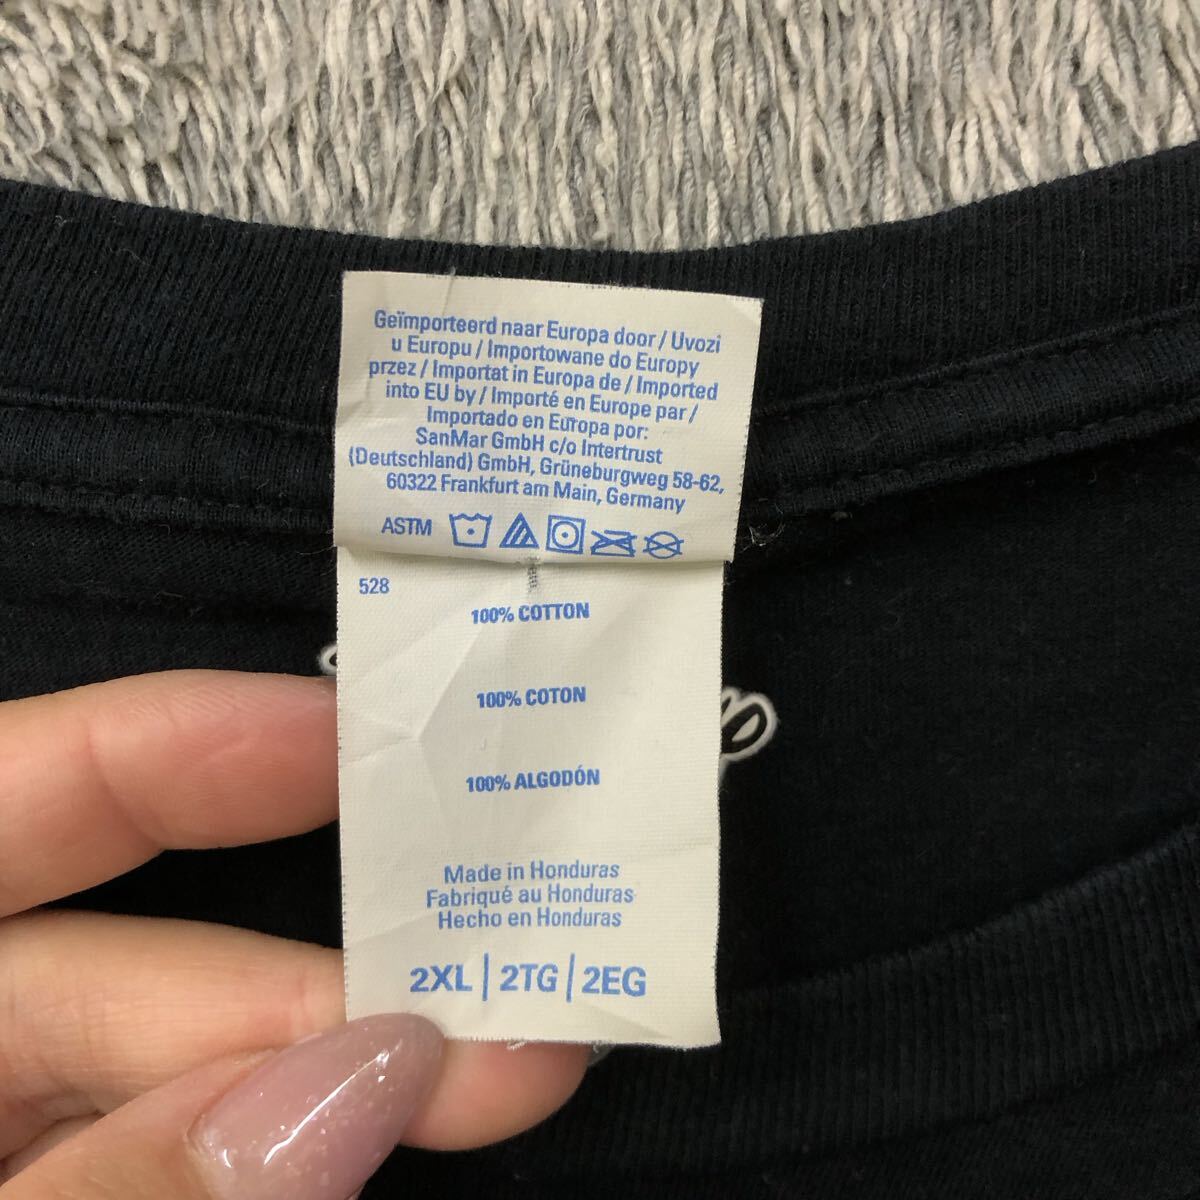 Geïmporteerd naar Europa door / Uvozi
u Europu / Importowane do Europy
przez / Importat in Europa de / Imported
into EU by / Importé en Europe par /
Importado en Europa por:
SanMar GmbH c/o Intertrust
(Deutschland) GmbH, Grüneburgweg 58-62,
60322 Frankfurt am Main, Germany
ASTM
528
100% COTTON
100% COTON
100% ALGODÓN
Made in Honduras
Fabriqué au Honduras
Hecho en Honduras
2XL | 2TG | 2EG